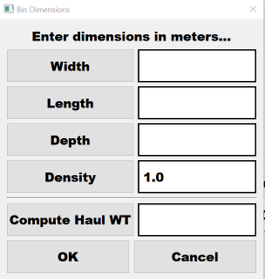 Bin Dimensions
Enter dimensions in meters...
Width
Length
Depth
Density 1.0
Compute Haul WT
OK Cancel